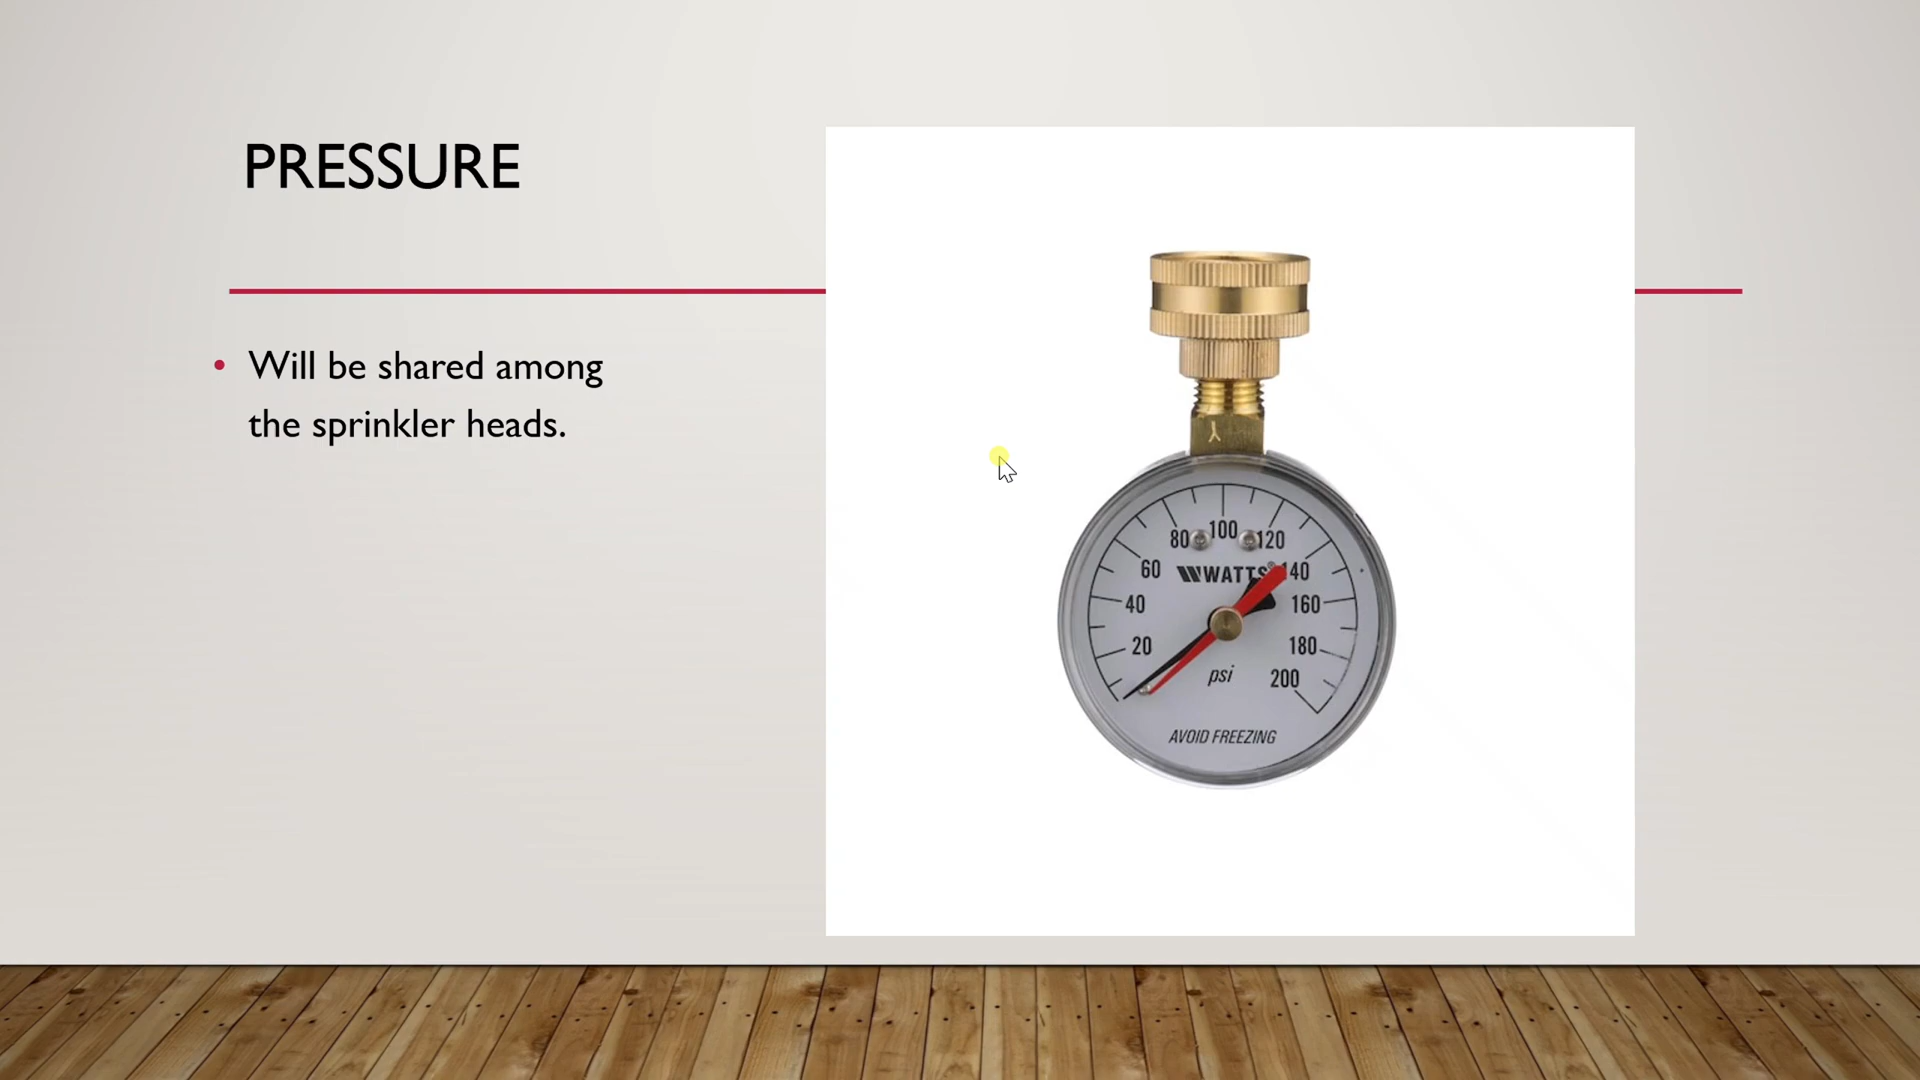 PRESSURE
• Will be shared among
the sprinkler heads.
80 100 120
60 WATTS® 140
40 160
20 180
psi 200
AVOID FREEZING